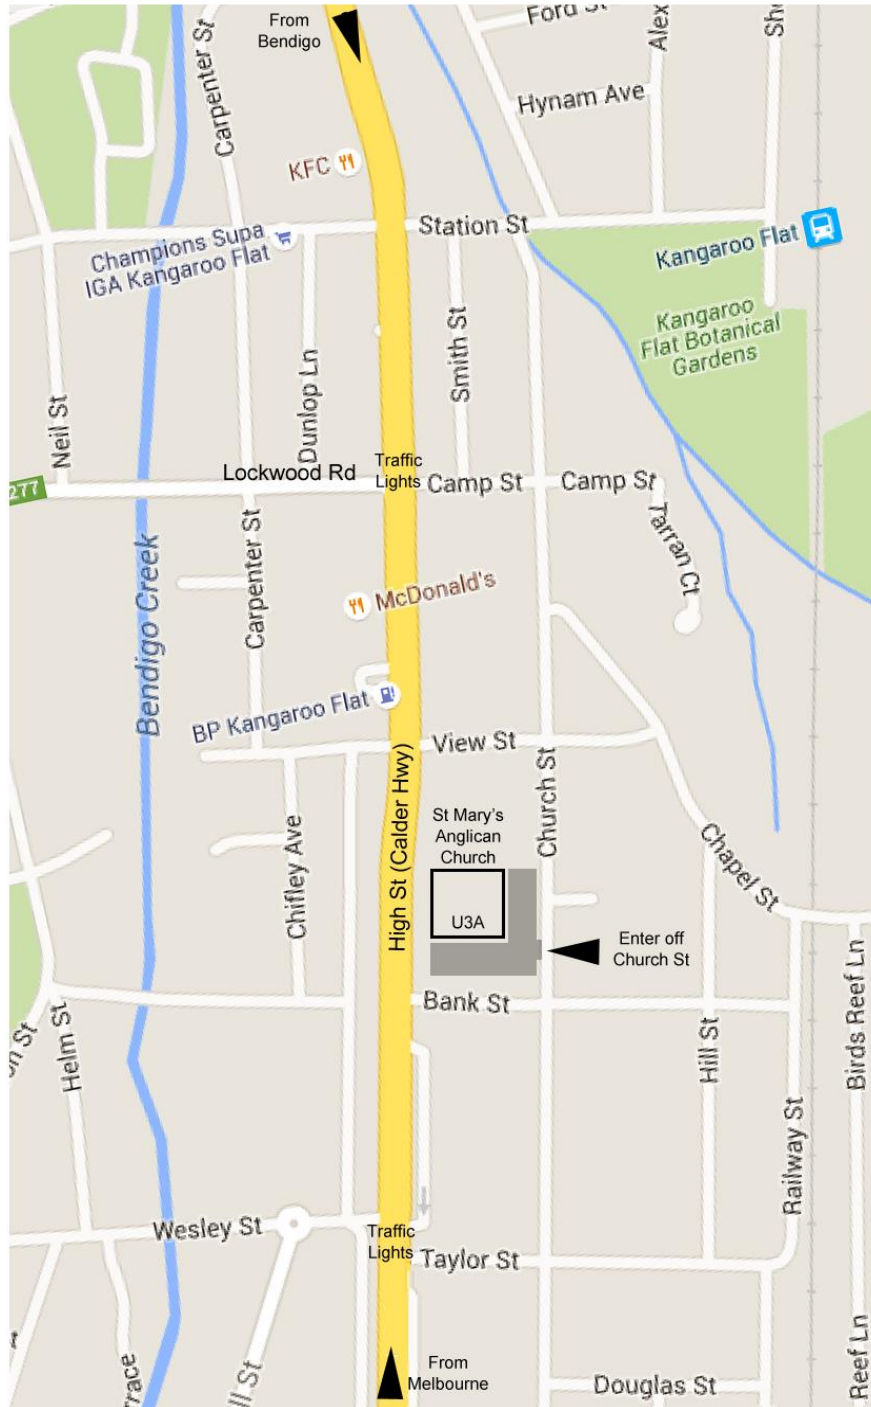 From
Bendigo
Ford St
Carpenter St
Hynam Ave
KFC
Station St
Champions Supa
IGA Kangaroo Flat
Kangaroo Flat
Kangaroo
Flat Botanical
Gardens
Smith St
Dunlop Ln
Neil St
Lockwood Rd
Traffic
Lights
Camp St
Camp St
277
Tarran Ct
Carpenter St
Bendigo Creek
McDonald's
BP Kangaroo Flat
View St
High St (Calder Hwy)
Church St
St Mary's
Anglican
Church
U3A
Chapel St
Chifley Ave
Enter off
Church St
Bank St
Helm St
Hill St
Birds Reef Ln
Railway St
Wesley St
Traffic
Lights
Taylor St
From
Melbourne
Douglas St
Reef Ln